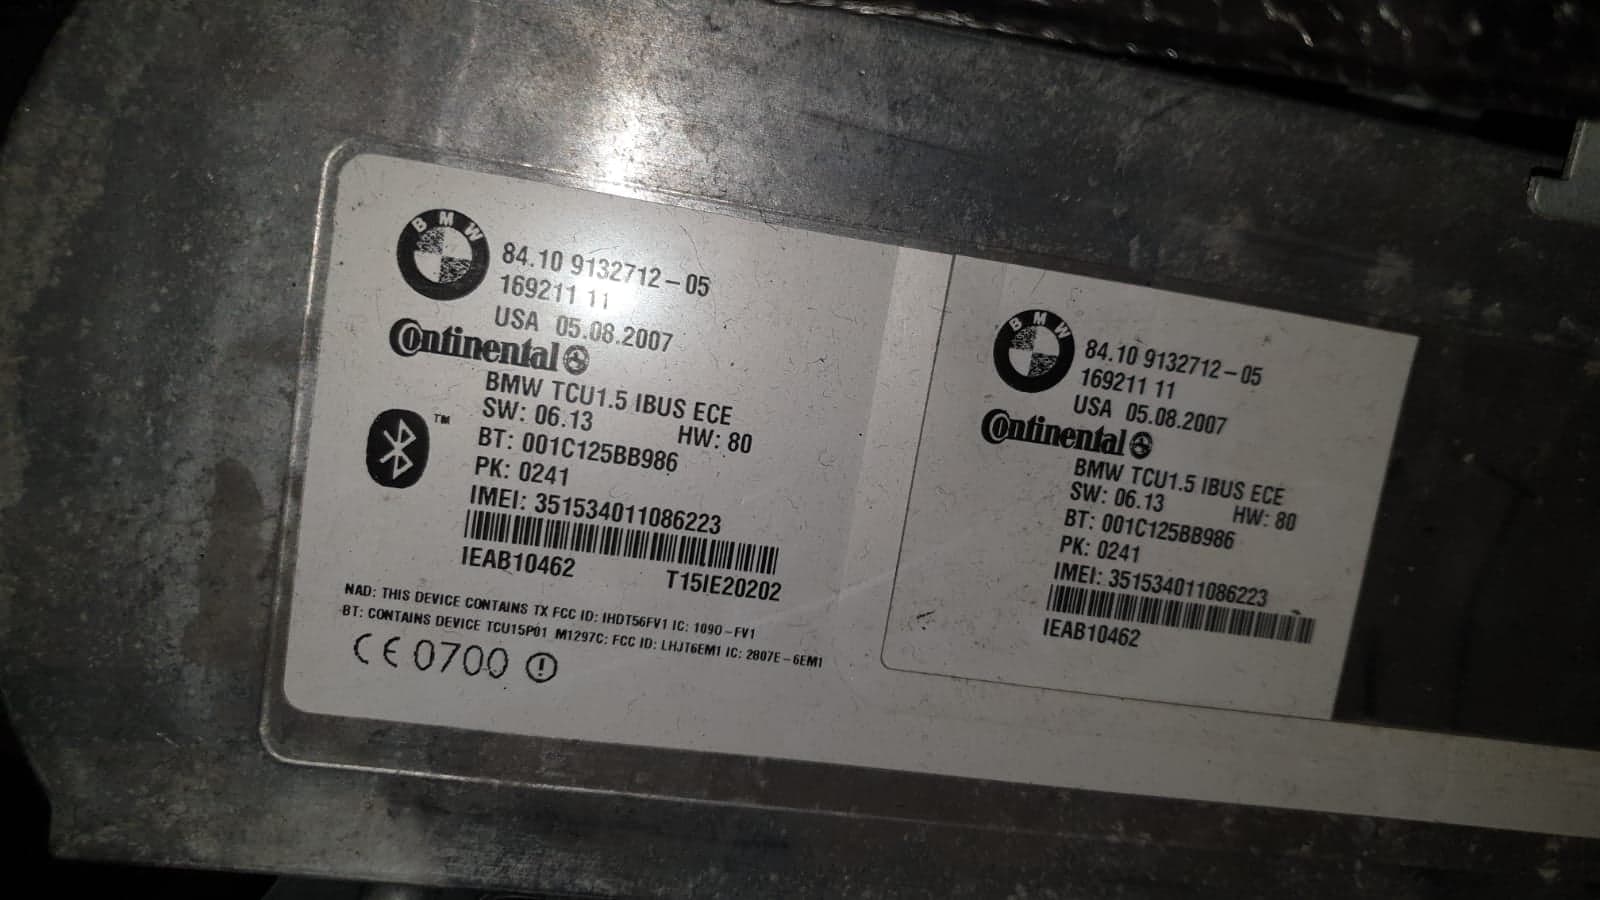 BMW
84.10 9132712-05
169211 11
USA 05.08.2007
Continental
BMW TCU1.5 IBUS ECE
SW: 06.13 HW: 80
BT: 001C125BB986
PK: 0241
IMEI: 351534011086223
IEAB10462 T15IE20202
NAD: THIS DEVICE CONTAINS TX FCC ID: IHDT56FV1 IC: 1090-FV1
BT: CONTAINS DEVICE TCU15P01 M1297C: FCC ID: LHJT6EM1 IC: 2807E-6EM1
CE 0700
BMW
84.10 9132712-05
169211 11
USA 05.08.2007
Continental
BMW TCU1.5 IBUS ECE
SW: 06.13 HW: 80
BT: 001C125BB986
PK: 0241
IMEI: 351534011086223
IEAB10462